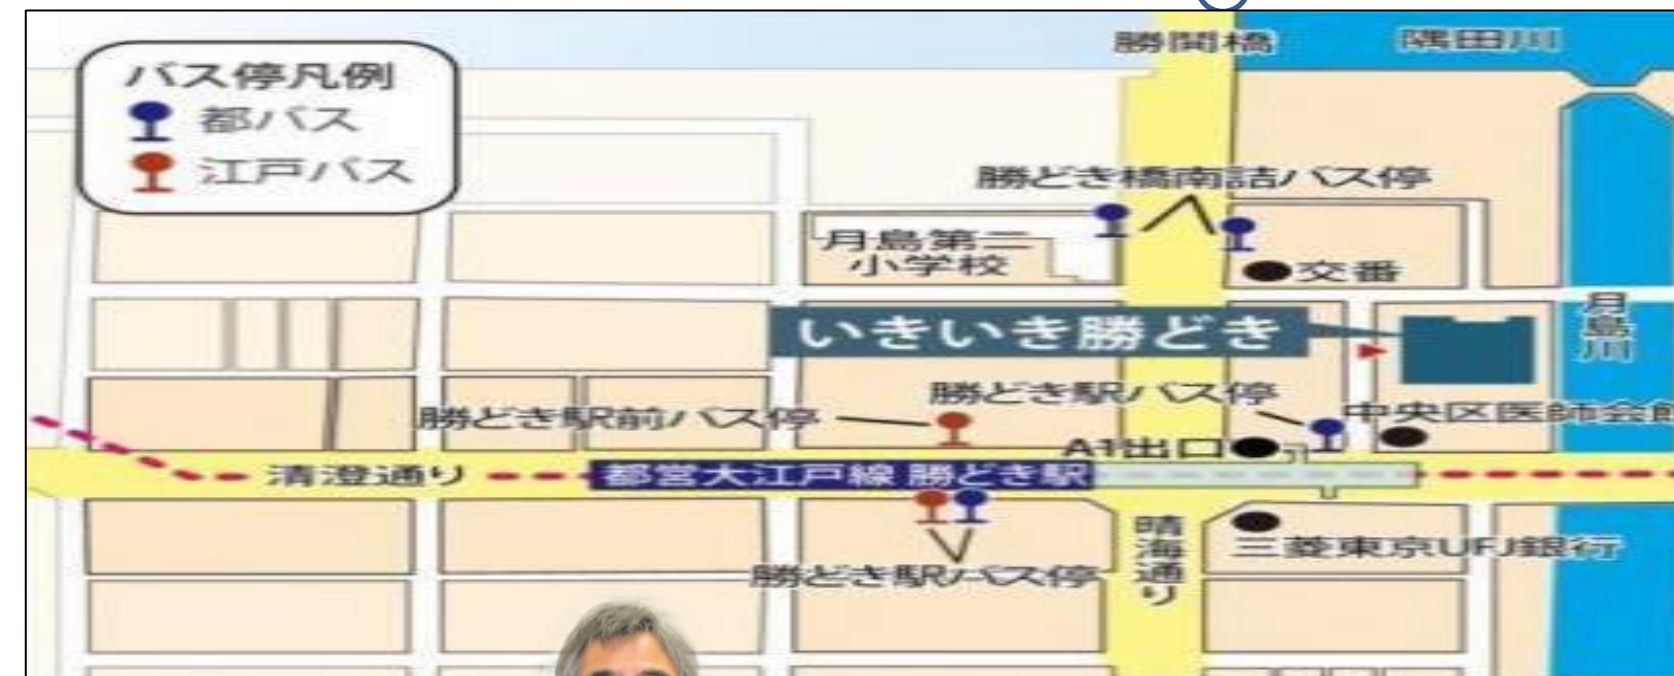 勝関橋
隅田川
バス停凡例
都バス
江戸バス
勝どき橋南詰バス停
月島第二
小学校
交番
いきいき勝どき
月島川
勝どき駅バス停
勝どき駅前バス停
中央区医師会館
A1出口
清澄通り
都営大江戸線 勝どき駅
晴海通り
三菱東京UFJ銀行
勝どき駅バス停